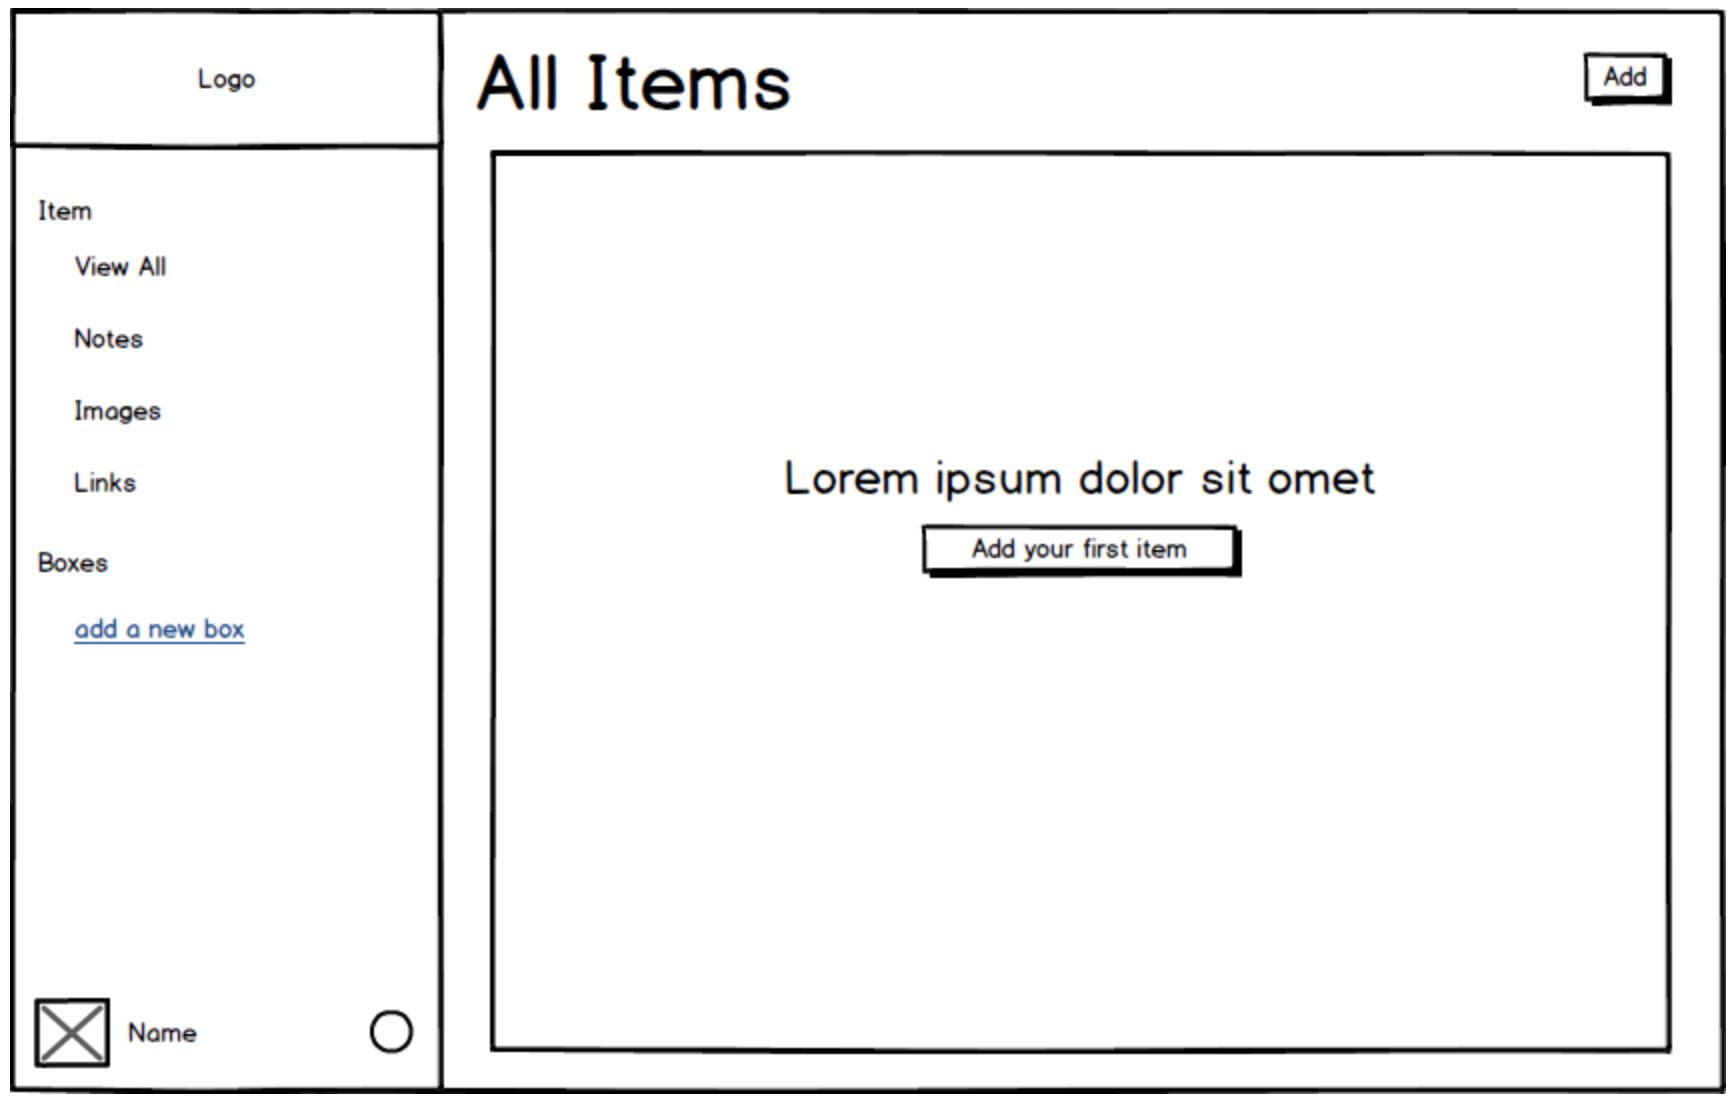 Logo
All Items
Add
Item
View All
Notes
Images
Links
Boxes
add a new box
Name
Lorem ipsum dolor sit omet
Add your first item